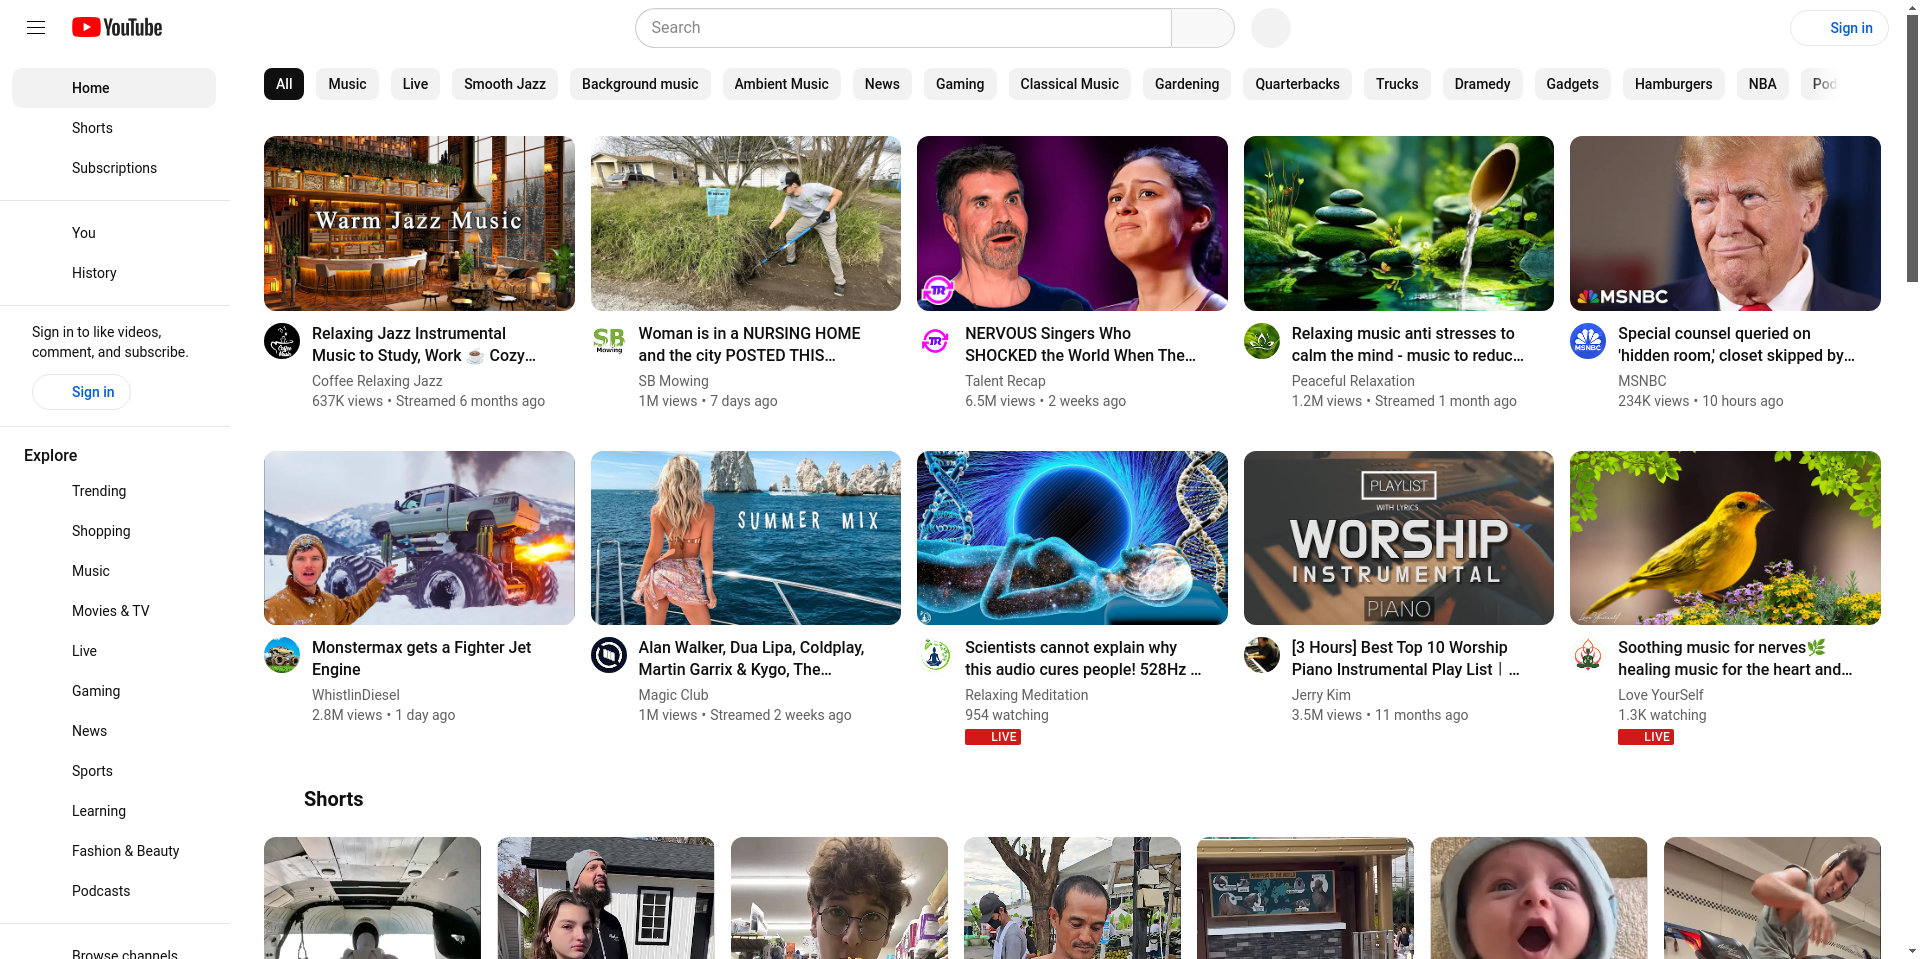 YouTube
Search
Sign in
Home
Shorts
Subscriptions
You
History
Sign in to like videos,
comment, and subscribe.
Sign in
Explore
Trending
Shopping
Music
Movies & TV
Live
Gaming
News
Sports
Learning
Fashion & Beauty
Podcasts
Browse channels
All
Music
Live
Smooth Jazz
Background music
Ambient Music
News
Gaming
Classical Music
Gardening
Quarterbacks
Trucks
Dramedy
Gadgets
Hamburgers
NBA
Pod
Warm Jazz Music
Relaxing Jazz Instrumental
Music to Study, Work ☕ Cozy...
Coffee Relaxing Jazz
637K views • Streamed 6 months ago
SB
Mowing
Woman is in a NURSING HOME
and the city POSTED THIS...
SB Mowing
1M views • 7 days ago
TR
TR
NERVOUS Singers Who
SHOCKED the World When The...
Talent Recap
6.5M views • 2 weeks ago
Relaxing music anti stresses to
calm the mind - music to reduc...
Peaceful Relaxation
1.2M views • Streamed 1 month ago
MSNBC
MSNBC
Special counsel queried on
'hidden room,' closet skipped by...
MSNBC
234K views • 10 hours ago
Monstermax gets a Fighter Jet
Engine
WhistlinDiesel
2.8M views • 1 day ago
SUMMER MIX
Alan Walker, Dua Lipa, Coldplay,
Martin Garrix & Kygo, The...
Magic Club
1M views • Streamed 2 weeks ago
Scientists cannot explain why
this audio cures people! 528Hz ...
Relaxing Meditation
954 watching
LIVE
PLAYLIST
WITH LYRICS
WORSHIP
INSTRUMENTAL
PIANO
[3 Hours] Best Top 10 Worship
Piano Instrumental Play List | ...
Jerry Kim
3.5M views • 11 months ago
Soothing music for nerves🌿
healing music for the heart and...
Love YourSelf
1.3K watching
LIVE
Shorts